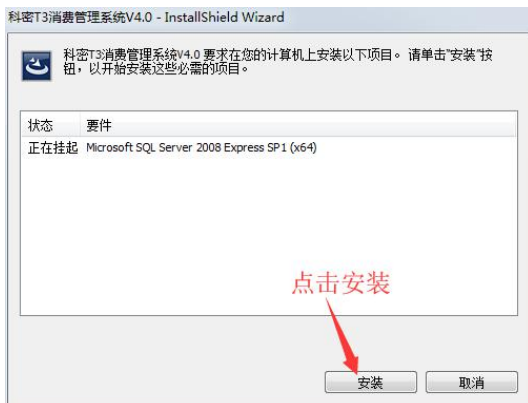 科密T3消费管理系统V4.0 - InstallShield Wizard
科密T3消费管理系统V4.0 要求在您的计算机上安装以下项目。 请单击“安装”按
钮，以开始安装这些必需的项目。
状态 要件
正在挂起 Microsoft SQL Server 2008 Express SP1 (x64)
点击安装
安装 取消